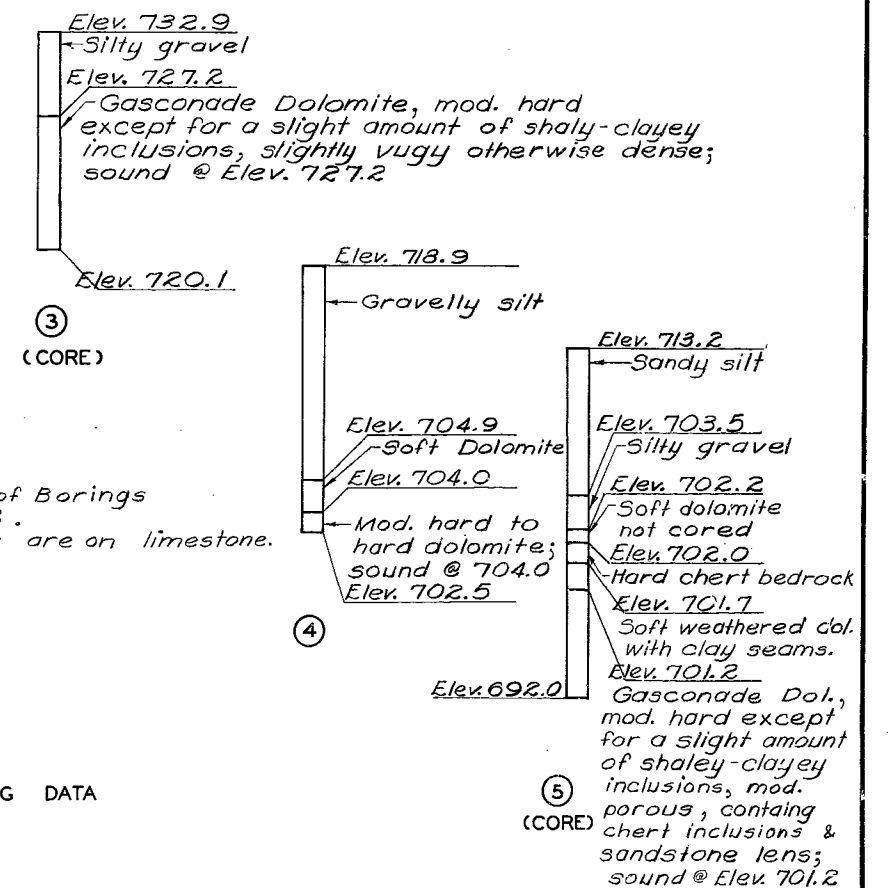 Elev. 732.9
Silty gravel
Elev. 727.2
Gasconade Dolomite, mod. hard
except for a slight amount of shaly-clayey
inclusions, slightly vugy otherwise dense;
sound @ Elev. 727.2
Elev. 720.1
3
(CORE)
Elev. 718.9
Gravelly silt
Elev. 704.9
Soft Dolomite
Elev. 704.0
Mod. hard to
hard dolomite;
sound @ 704.0
Elev. 702.5
4
of Borings
are on limestone.
Elev. 713.2
Sandy silt
Elev. 703.5
Silty gravel
Elev. 702.2
Soft dolomite
not cored
Elev. 702.0
Hard chert bedrock
Elev. 701.7
Soft weathered dol.
with clay seams.
Elev. 701.2
Gasconade Dol.,
mod. hard except
for a slight amount
of shaley-clayey
inclusions, mod.
porous, containg
chert inclusions &
sandstone lens;
sound @ Elev. 701.2
Elev. 692.0
5
(CORE)
G DATA